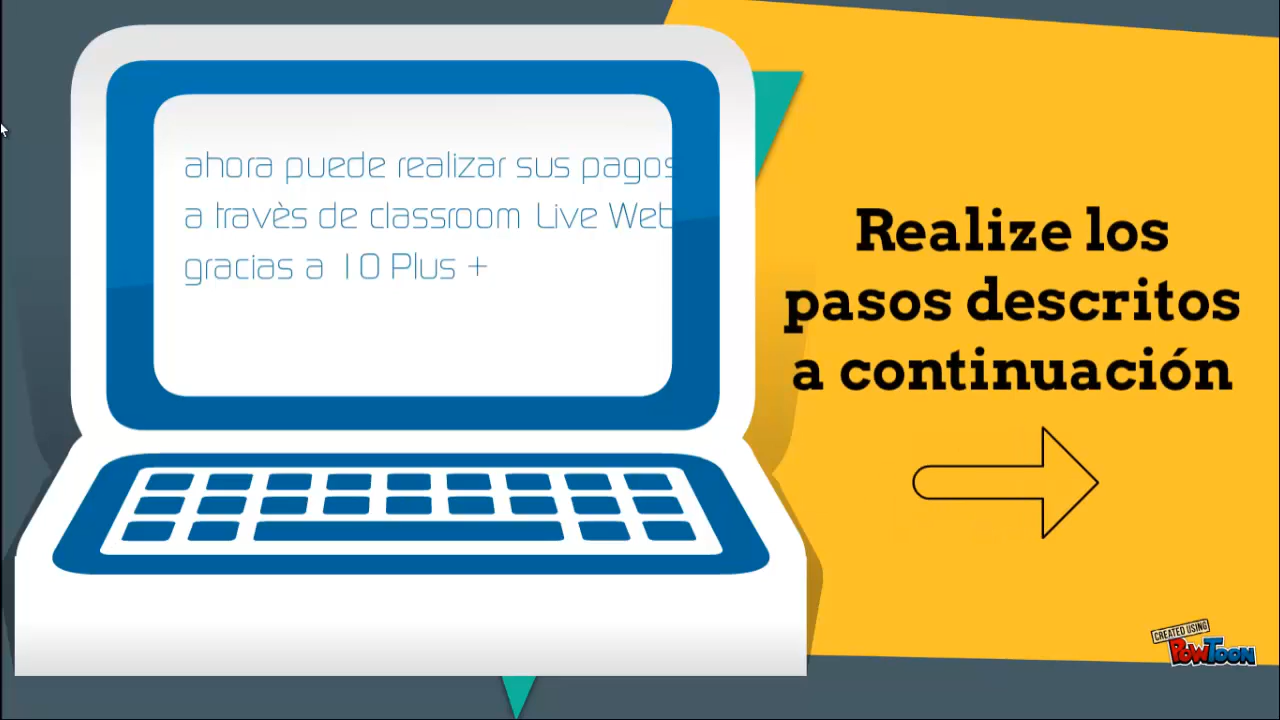 ahora puede realizar sus pagos
a travès de classroom Live Web
gracias a 10 Plus +
Realize los
pasos descritos
a continuación
CREATED USING
POWTOON